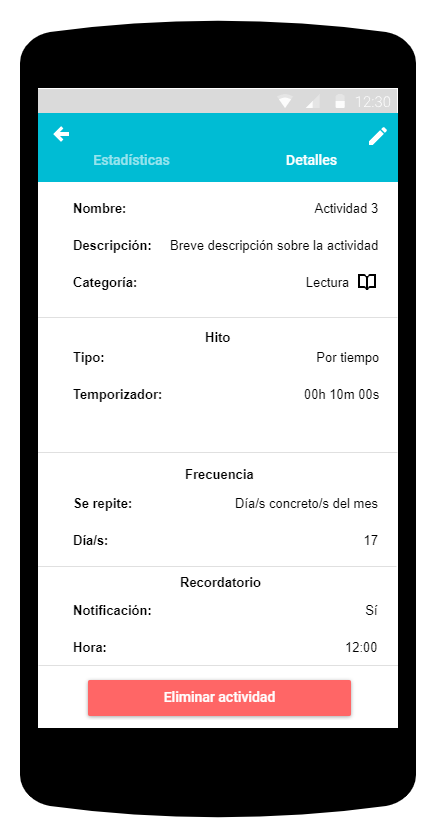 12:30
Estadísticas Detalles
Nombre: Actividad 3
Descripción: Breve descripción sobre la actividad
Categoría: Lectura
Hito
Tipo: Por tiempo
Temporizador: 00h 10m 00s
Frecuencia
Se repite: Día/s concreto/s del mes
Día/s: 17
Recordatorio
Notificación: Sí
Hora: 12:00
Eliminar actividad